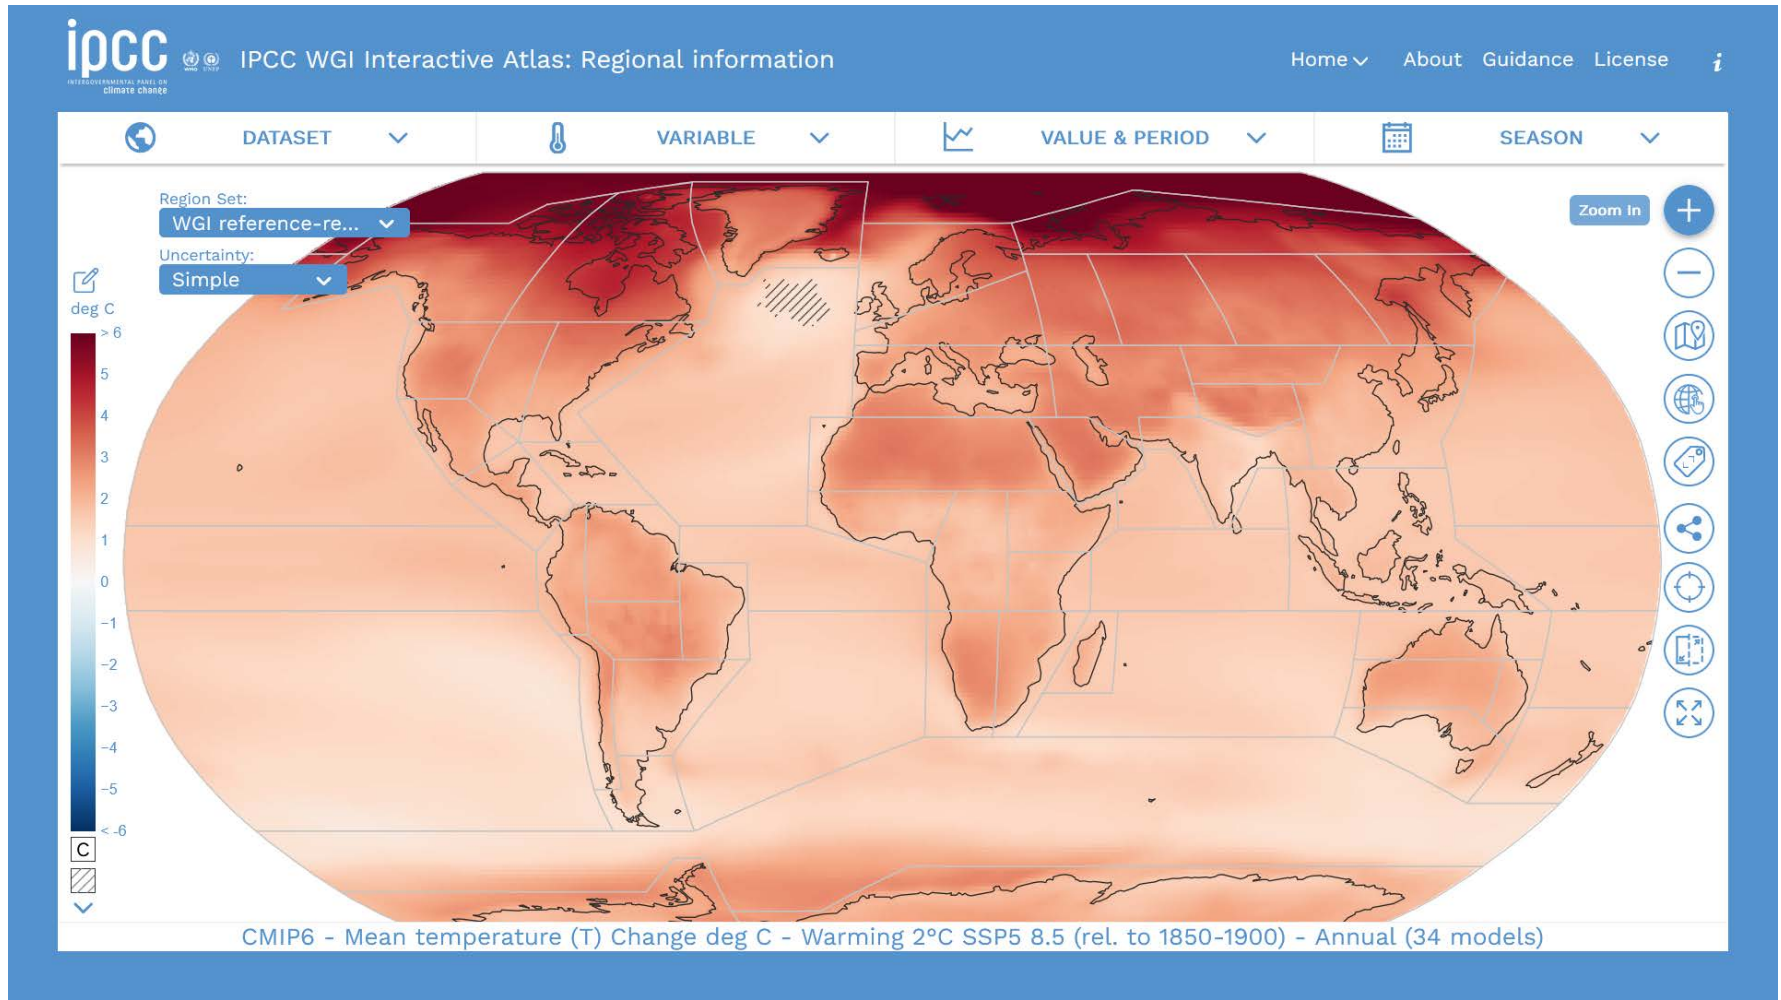 ipcc
INTERGOVERNMENTAL PANEL ON
climate change
WMO UNEP
IPCC WGI Interactive Atlas: Regional information
Home About Guidance License i
DATASET VARIABLE VALUE & PERIOD SEASON
Region Set:
WGI reference-re...
Uncertainty:
Simple
Zoom In
deg C
> 6
5
4
3
2
1
0
−1
−2
−3
−4
−5
< -6
C
CMIP6 - Mean temperature (T) Change deg C - Warming 2°C SSP5 8.5 (rel. to 1850-1900) - Annual (34 models)